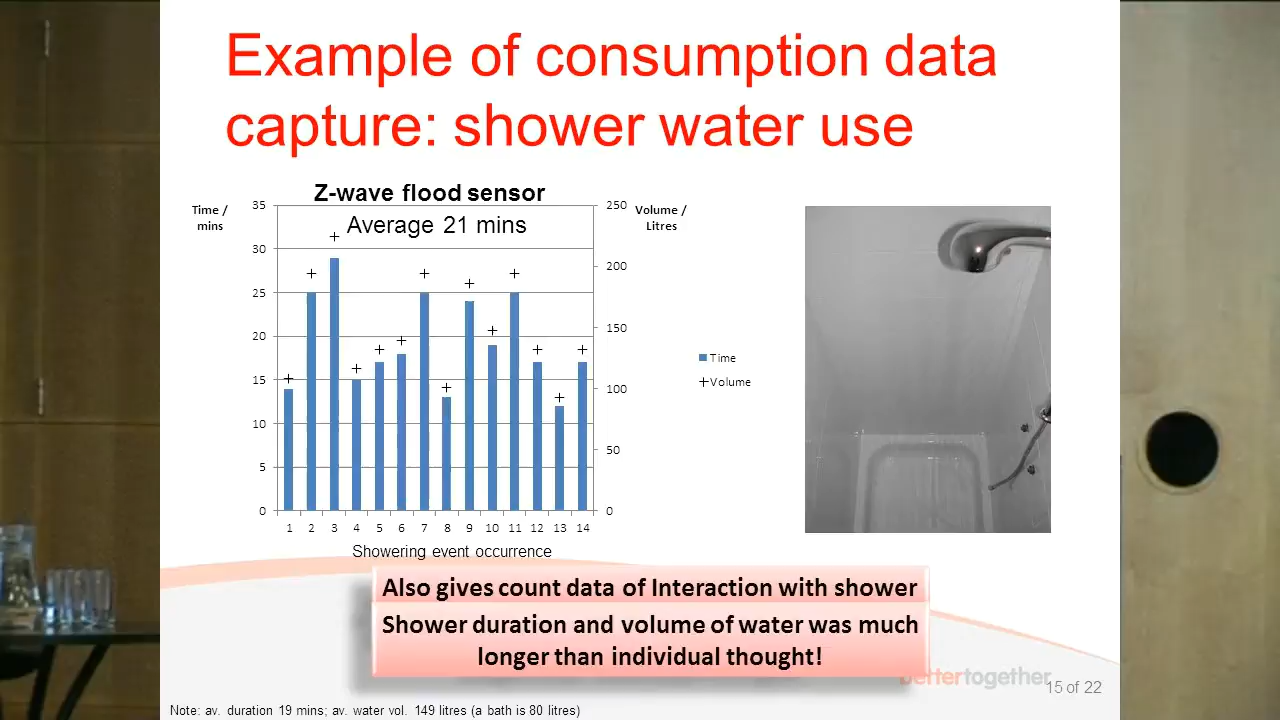 Example of consumption data
capture: shower water use
Z-wave flood sensor
Average 21 mins
Time /
mins
35
30
25
20
15
10
5
0
Volume /
Litres
250
200
150
100
50
0
1 2 3 4 5 6 7 8 9 10 11 12 13 14
Showering event occurrence
Time
Volume
Also gives count data of Interaction with shower
Shower duration and volume of water was much
longer than individual thought!
bettertogether
15 of 22
Note: av. duration 19 mins; av. water vol. 149 litres (a bath is 80 litres)